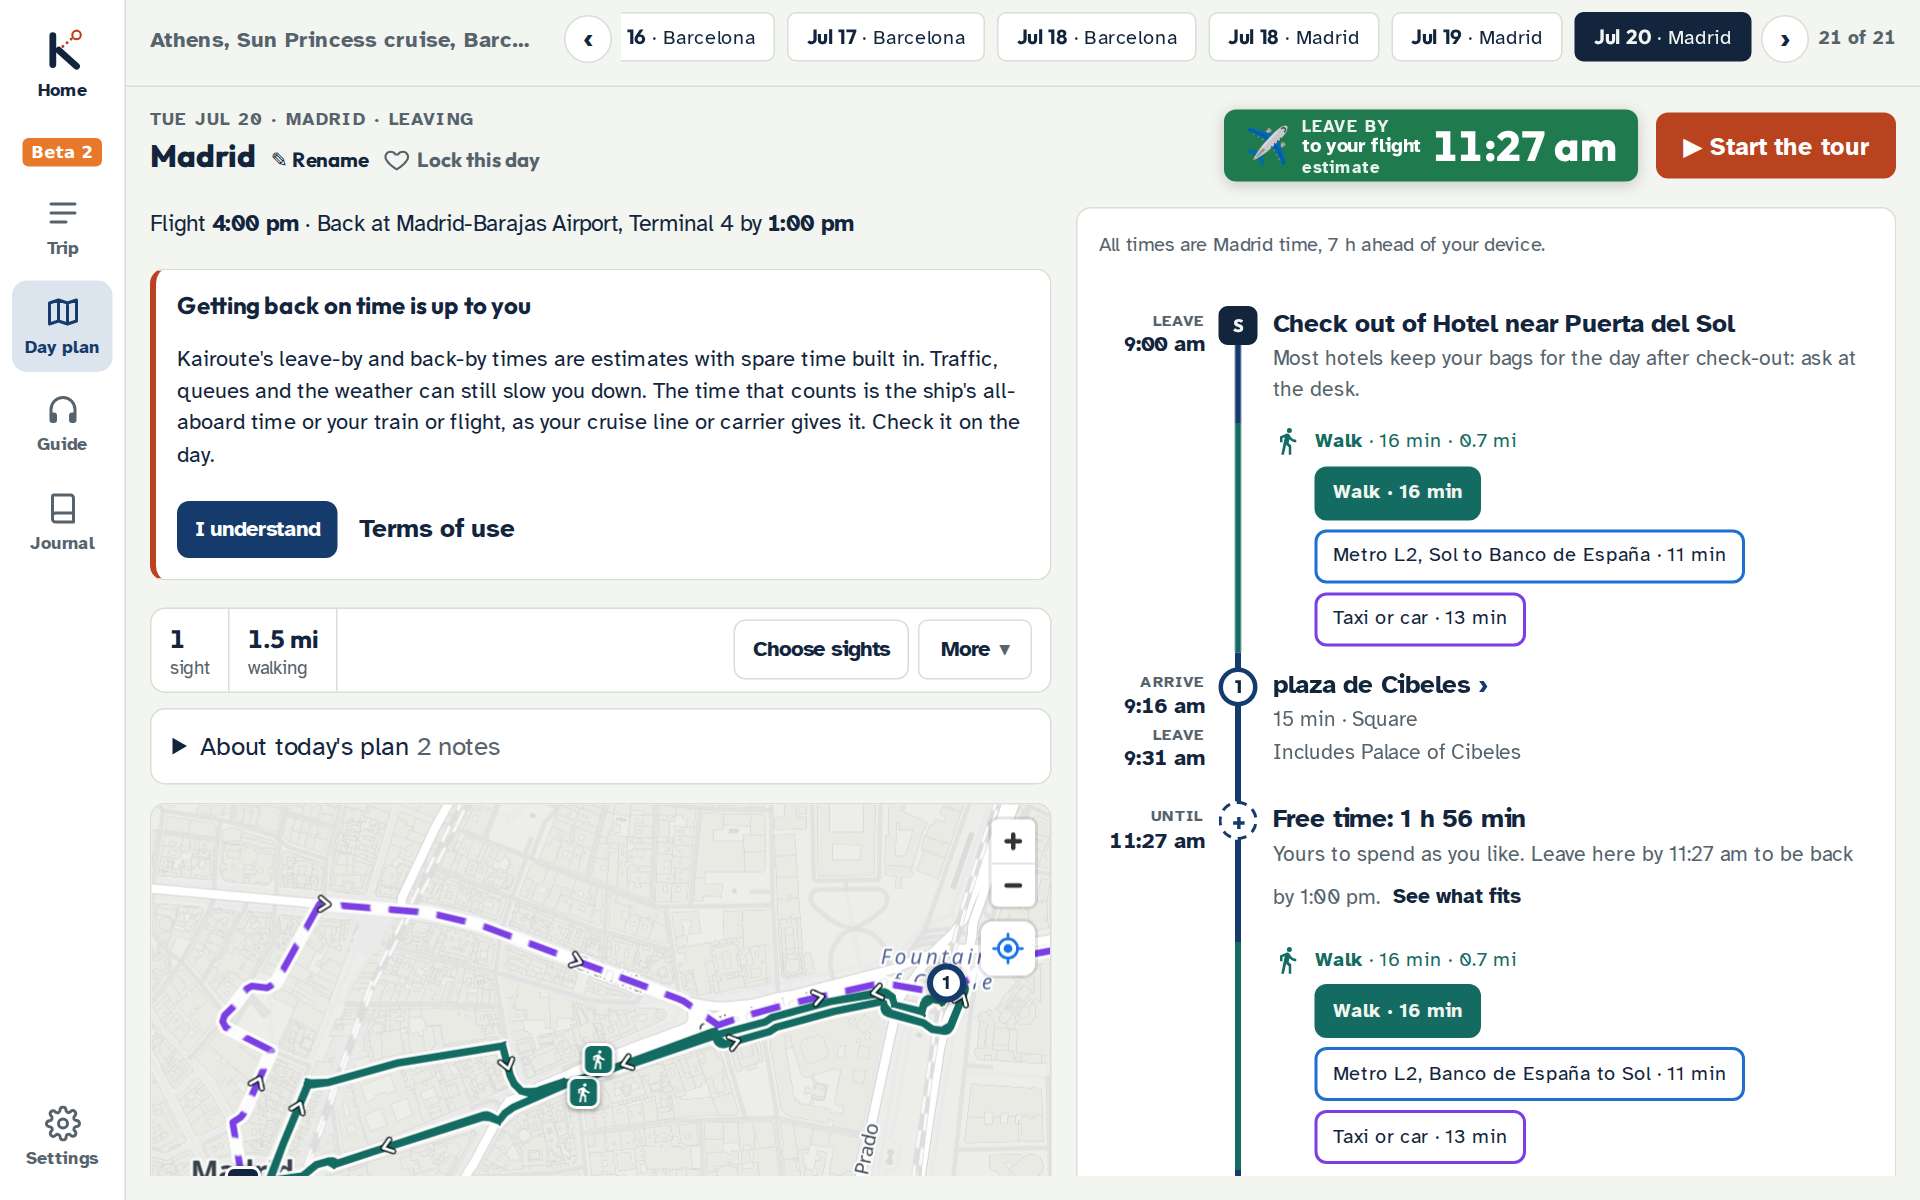 Home
Beta 2
Trip
Day plan
Guide
Journal
Settings
Athens, Sun Princess cruise, Barc...
‹
16 · Barcelona
Jul 17 · Barcelona
Jul 18 · Barcelona
Jul 18 · Madrid
Jul 19 · Madrid
Jul 20 · Madrid
›
21 of 21
TUE JUL 20 · MADRID · LEAVING
Madrid
✎ Rename
Lock this day
LEAVE BY
to your flight
estimate
11:27 am
▶ Start the tour
Flight 4:00 pm · Back at Madrid-Barajas Airport, Terminal 4 by 1:00 pm
Getting back on time is up to you
Kairoute's leave-by and back-by times are estimates with spare time built in. Traffic,
queues and the weather can still slow you down. The time that counts is the ship's all-
aboard time or your train or flight, as your cruise line or carrier gives it. Check it on the
day.
I understand
Terms of use
1
sight
1.5 mi
walking
Choose sights
More ▼
▶ About today's plan 2 notes
+
−
1
Prado
All times are Madrid time, 7 h ahead of your device.
LEAVE
9:00 am
S
Check out of Hotel near Puerta del Sol
Most hotels keep your bags for the day after check-out: ask at
the desk.
Walk · 16 min · 0.7 mi
Walk · 16 min
Metro L2, Sol to Banco de España · 11 min
Taxi or car · 13 min
ARRIVE
9:16 am
LEAVE
9:31 am
1
plaza de Cibeles ›
15 min · Square
Includes Palace of Cibeles
UNTIL
11:27 am
+
Free time: 1 h 56 min
Yours to spend as you like. Leave here by 11:27 am to be back
by 1:00 pm. See what fits
Walk · 16 min · 0.7 mi
Walk · 16 min
Metro L2, Banco de España to Sol · 11 min
Taxi or car · 13 min